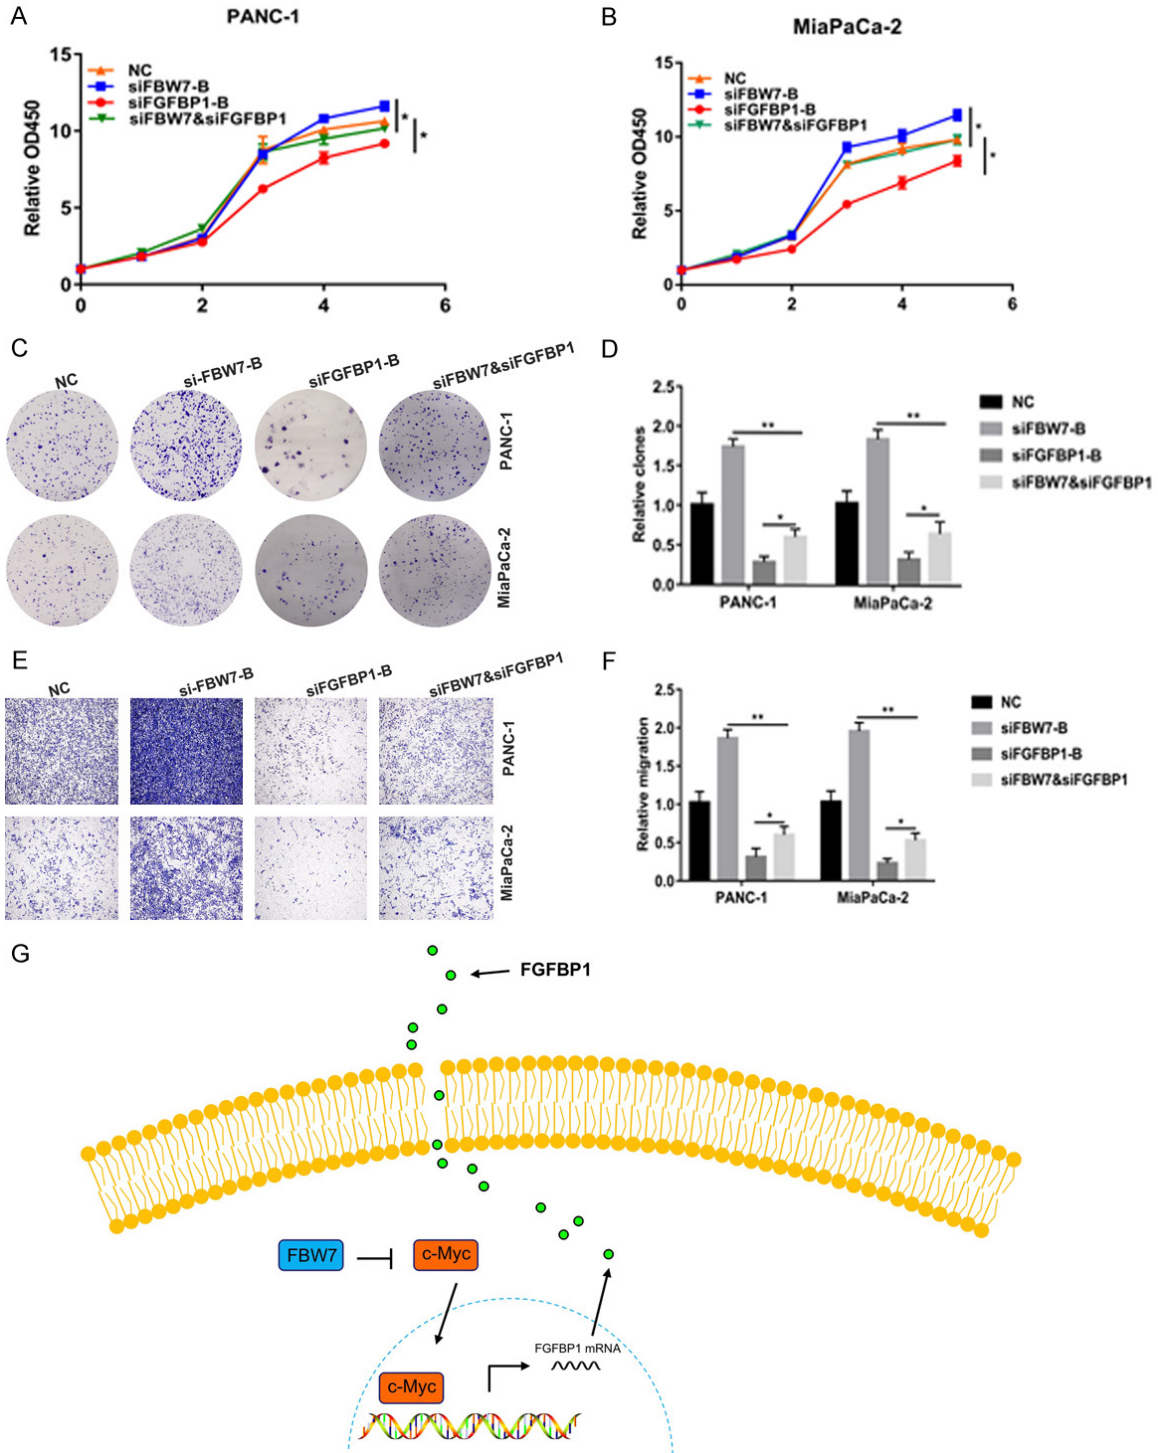 A
PANC-1
Relative OD450
15
10
5
0
0
2
4
6
NC
siFBW7-B
siFGFBP1-B
siFBW7&siFGFBP1
*
*
B
MiaPaCa-2
Relative OD450
15
10
5
0
0
2
4
6
NC
siFBW7-B
siFGFBP1-B
siFBW7&siFGFBP1
*
*
C
NC
si-FBW7-B
siFGFBP1-B
siFBW7&siFGFBP1
PANC-1
MiaPaCa-2
D
Relative clones
2.5
2.0
1.5
1.0
0.5
0.0
**
*
**
*
PANC-1
MiaPaCa-2
NC
siFBW7-B
siFGFBP1-B
siFBW7&siFGFBP1
E
NC
si-FBW7-B
siFGFBP1-B
siFBW7&siFGFBP1
PANC-1
MiaPaCa-2
F
Relative migration
2.5
2.0
1.5
1.0
0.5
0.0
**
*
**
*
PANC-1
MiaPaCa-2
NC
siFBW7-B
siFGFBP1-B
siFBW7&siFGFBP1
G
FGFBP1
FBW7
c-Myc
FGFBP1 mRNA
c-Myc